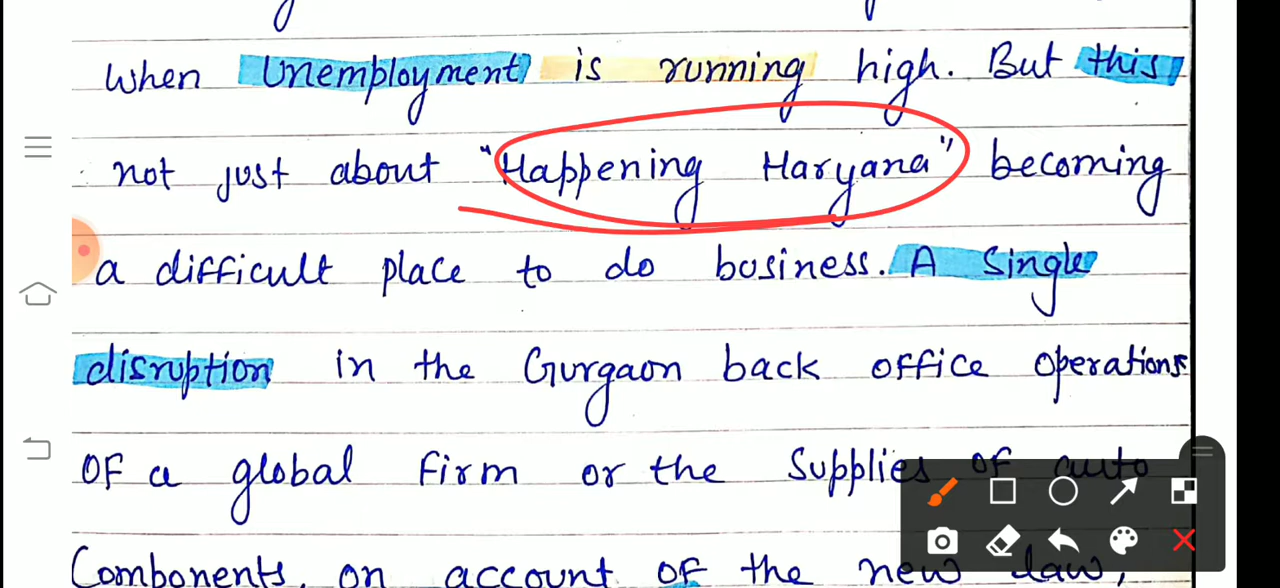 when Unemployment is running high. But this,
not just about "Happening Haryana" becoming
a difficult place to do business. A Single
disruption in the Gurgaon back office operations
OF a global Firm or the Supplies of auto
Components, on account of the new law,